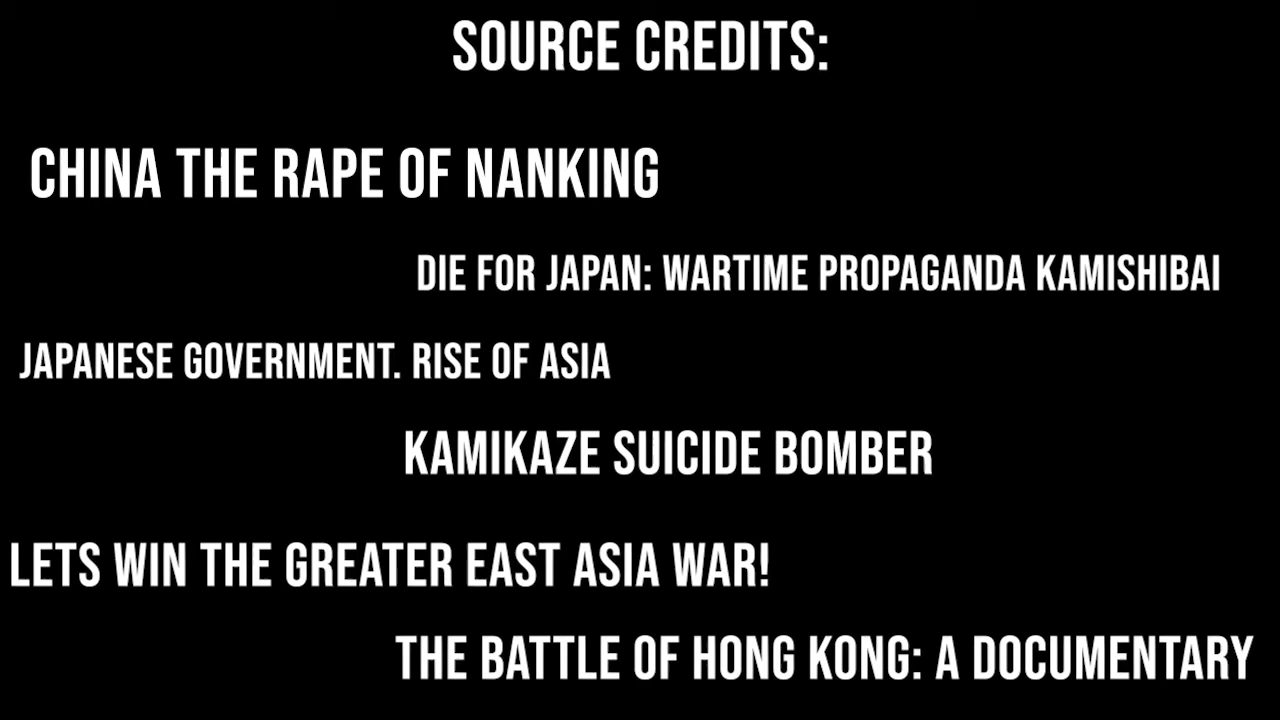 SOURCE CREDITS:
CHINA THE RAPE OF NANKING
DIE FOR JAPAN: WARTIME PROPAGANDA KAMISHIBAI
JAPANESE GOVERNMENT. RISE OF ASIA
KAMIKAZE SUICIDE BOMBER
LETS WIN THE GREATER EAST ASIA WAR!
THE BATTLE OF HONG KONG: A DOCUMENTARY